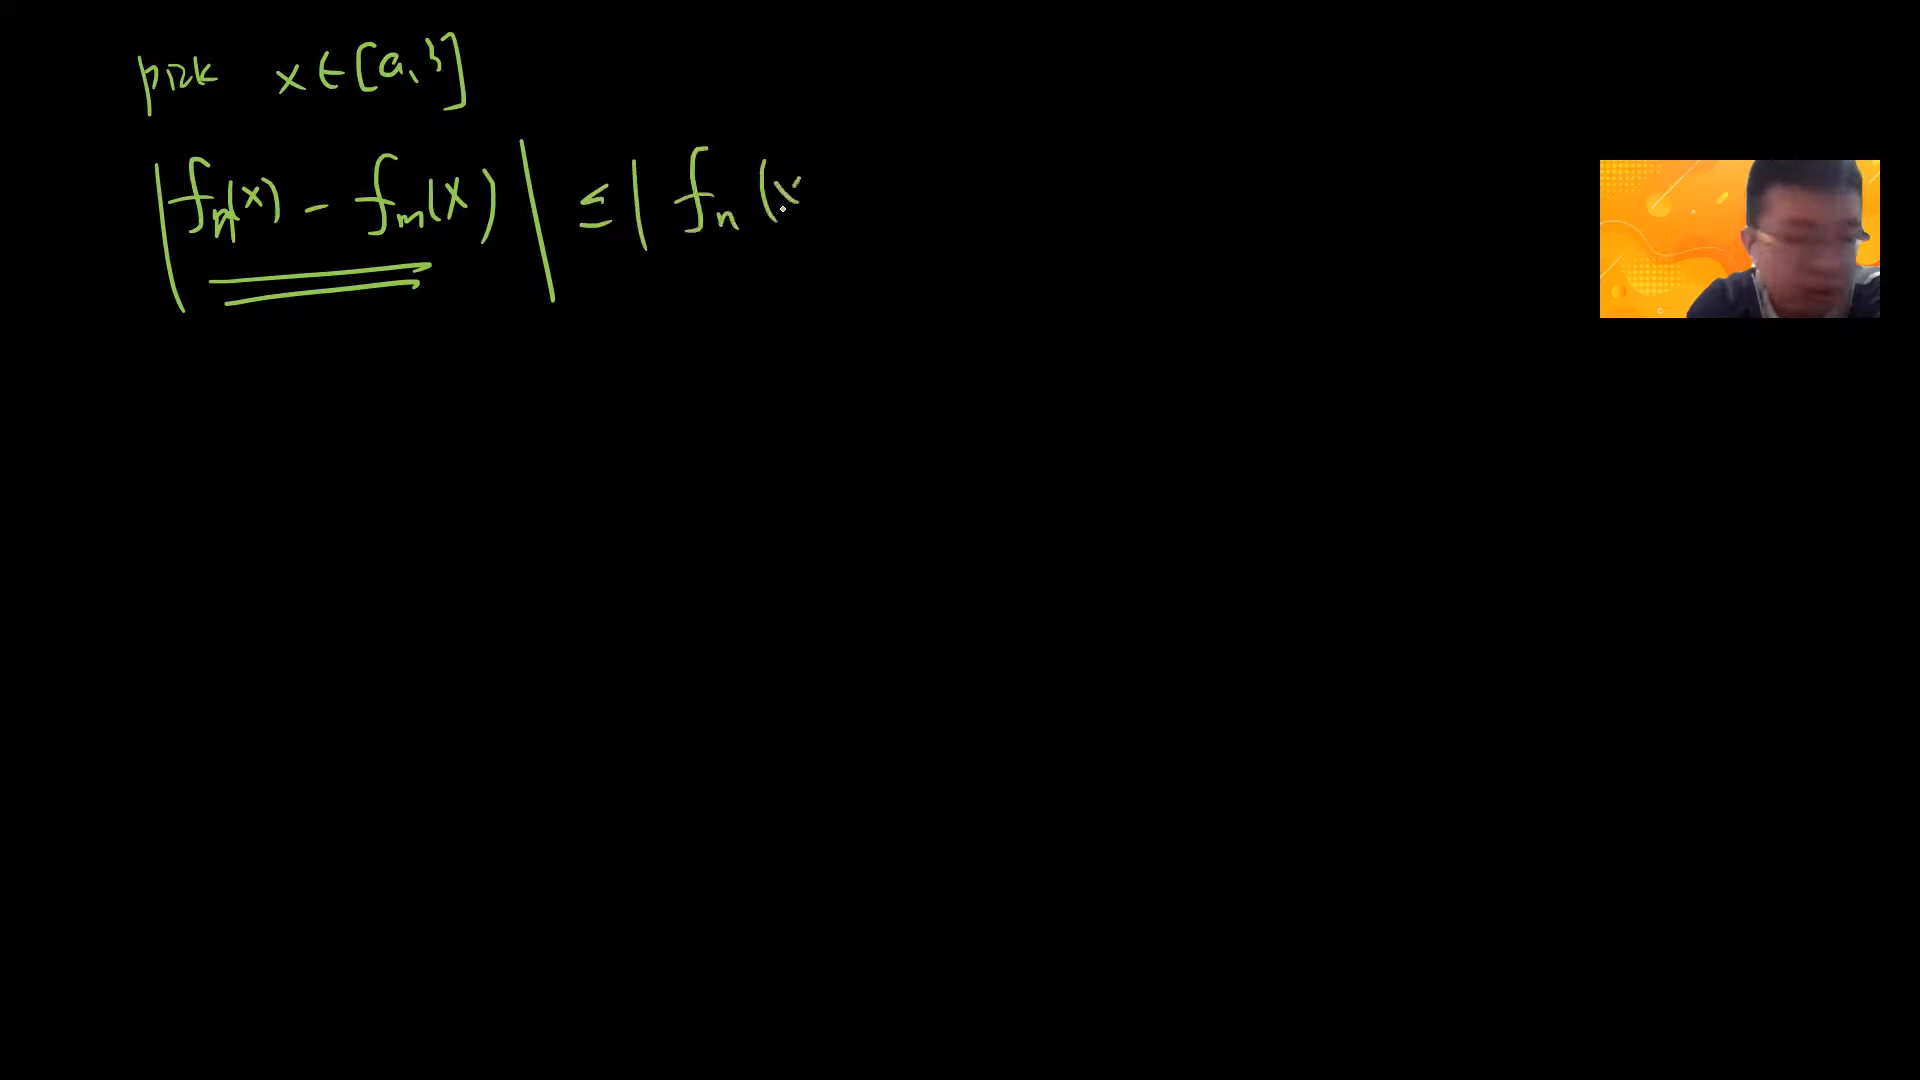 pick x ∈ [a, b]
|fₙ(x) - fₘ(x)| ≤ | fₙ (x